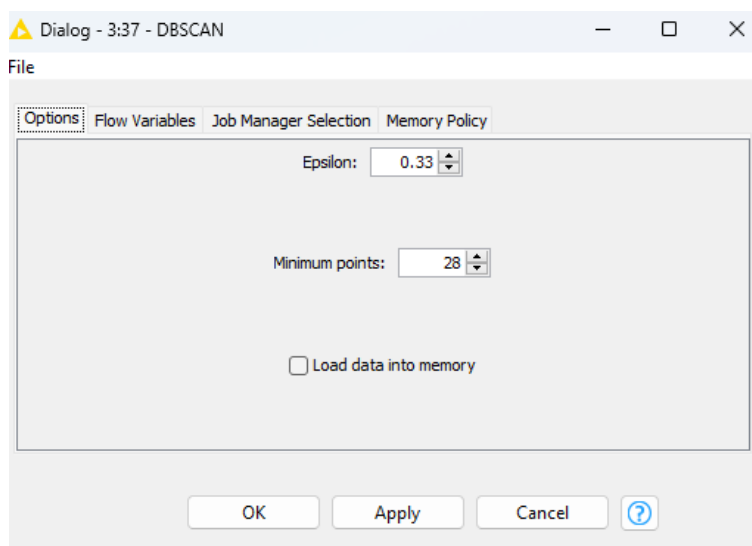 Dialog - 3:37 - DBSCAN
File
Options Flow Variables Job Manager Selection Memory Policy
Epsilon: 0.33
Minimum points: 28
Load data into memory
OK Apply Cancel ?